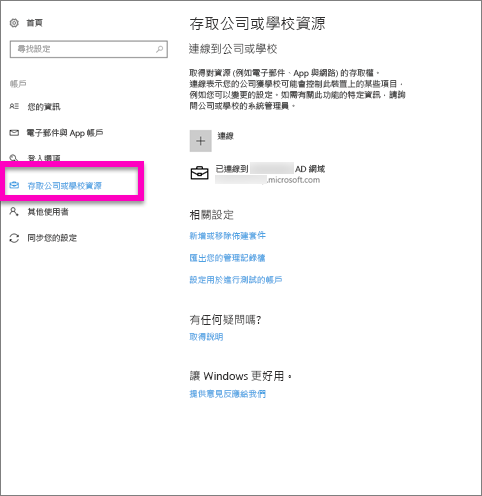 首頁
尋找設定
帳戶
您的資訊
電子郵件與 App 帳戶
登入選項
存取公司或學校資源
其他使用者
同步您的設定
存取公司或學校資源
連線到公司或學校
取得對資源 (例如電子郵件、App 與網路) 的存取權。
連線表示您的公司獲學校可能會控制此裝置上的某些項目,
例如您可以變更的設定。如需有關此功能的特定資訊，請詢
問公司或學校的系統管理員。
連線
已連線到 AD 網域
.microsoft.com
相關設定
新增或移除佈建套件
匯出您的管理記錄檔
設定用於進行測試的帳戶
有任何疑問嗎?
取得說明
讓 Windows 更好用。
提供意見反應給我們